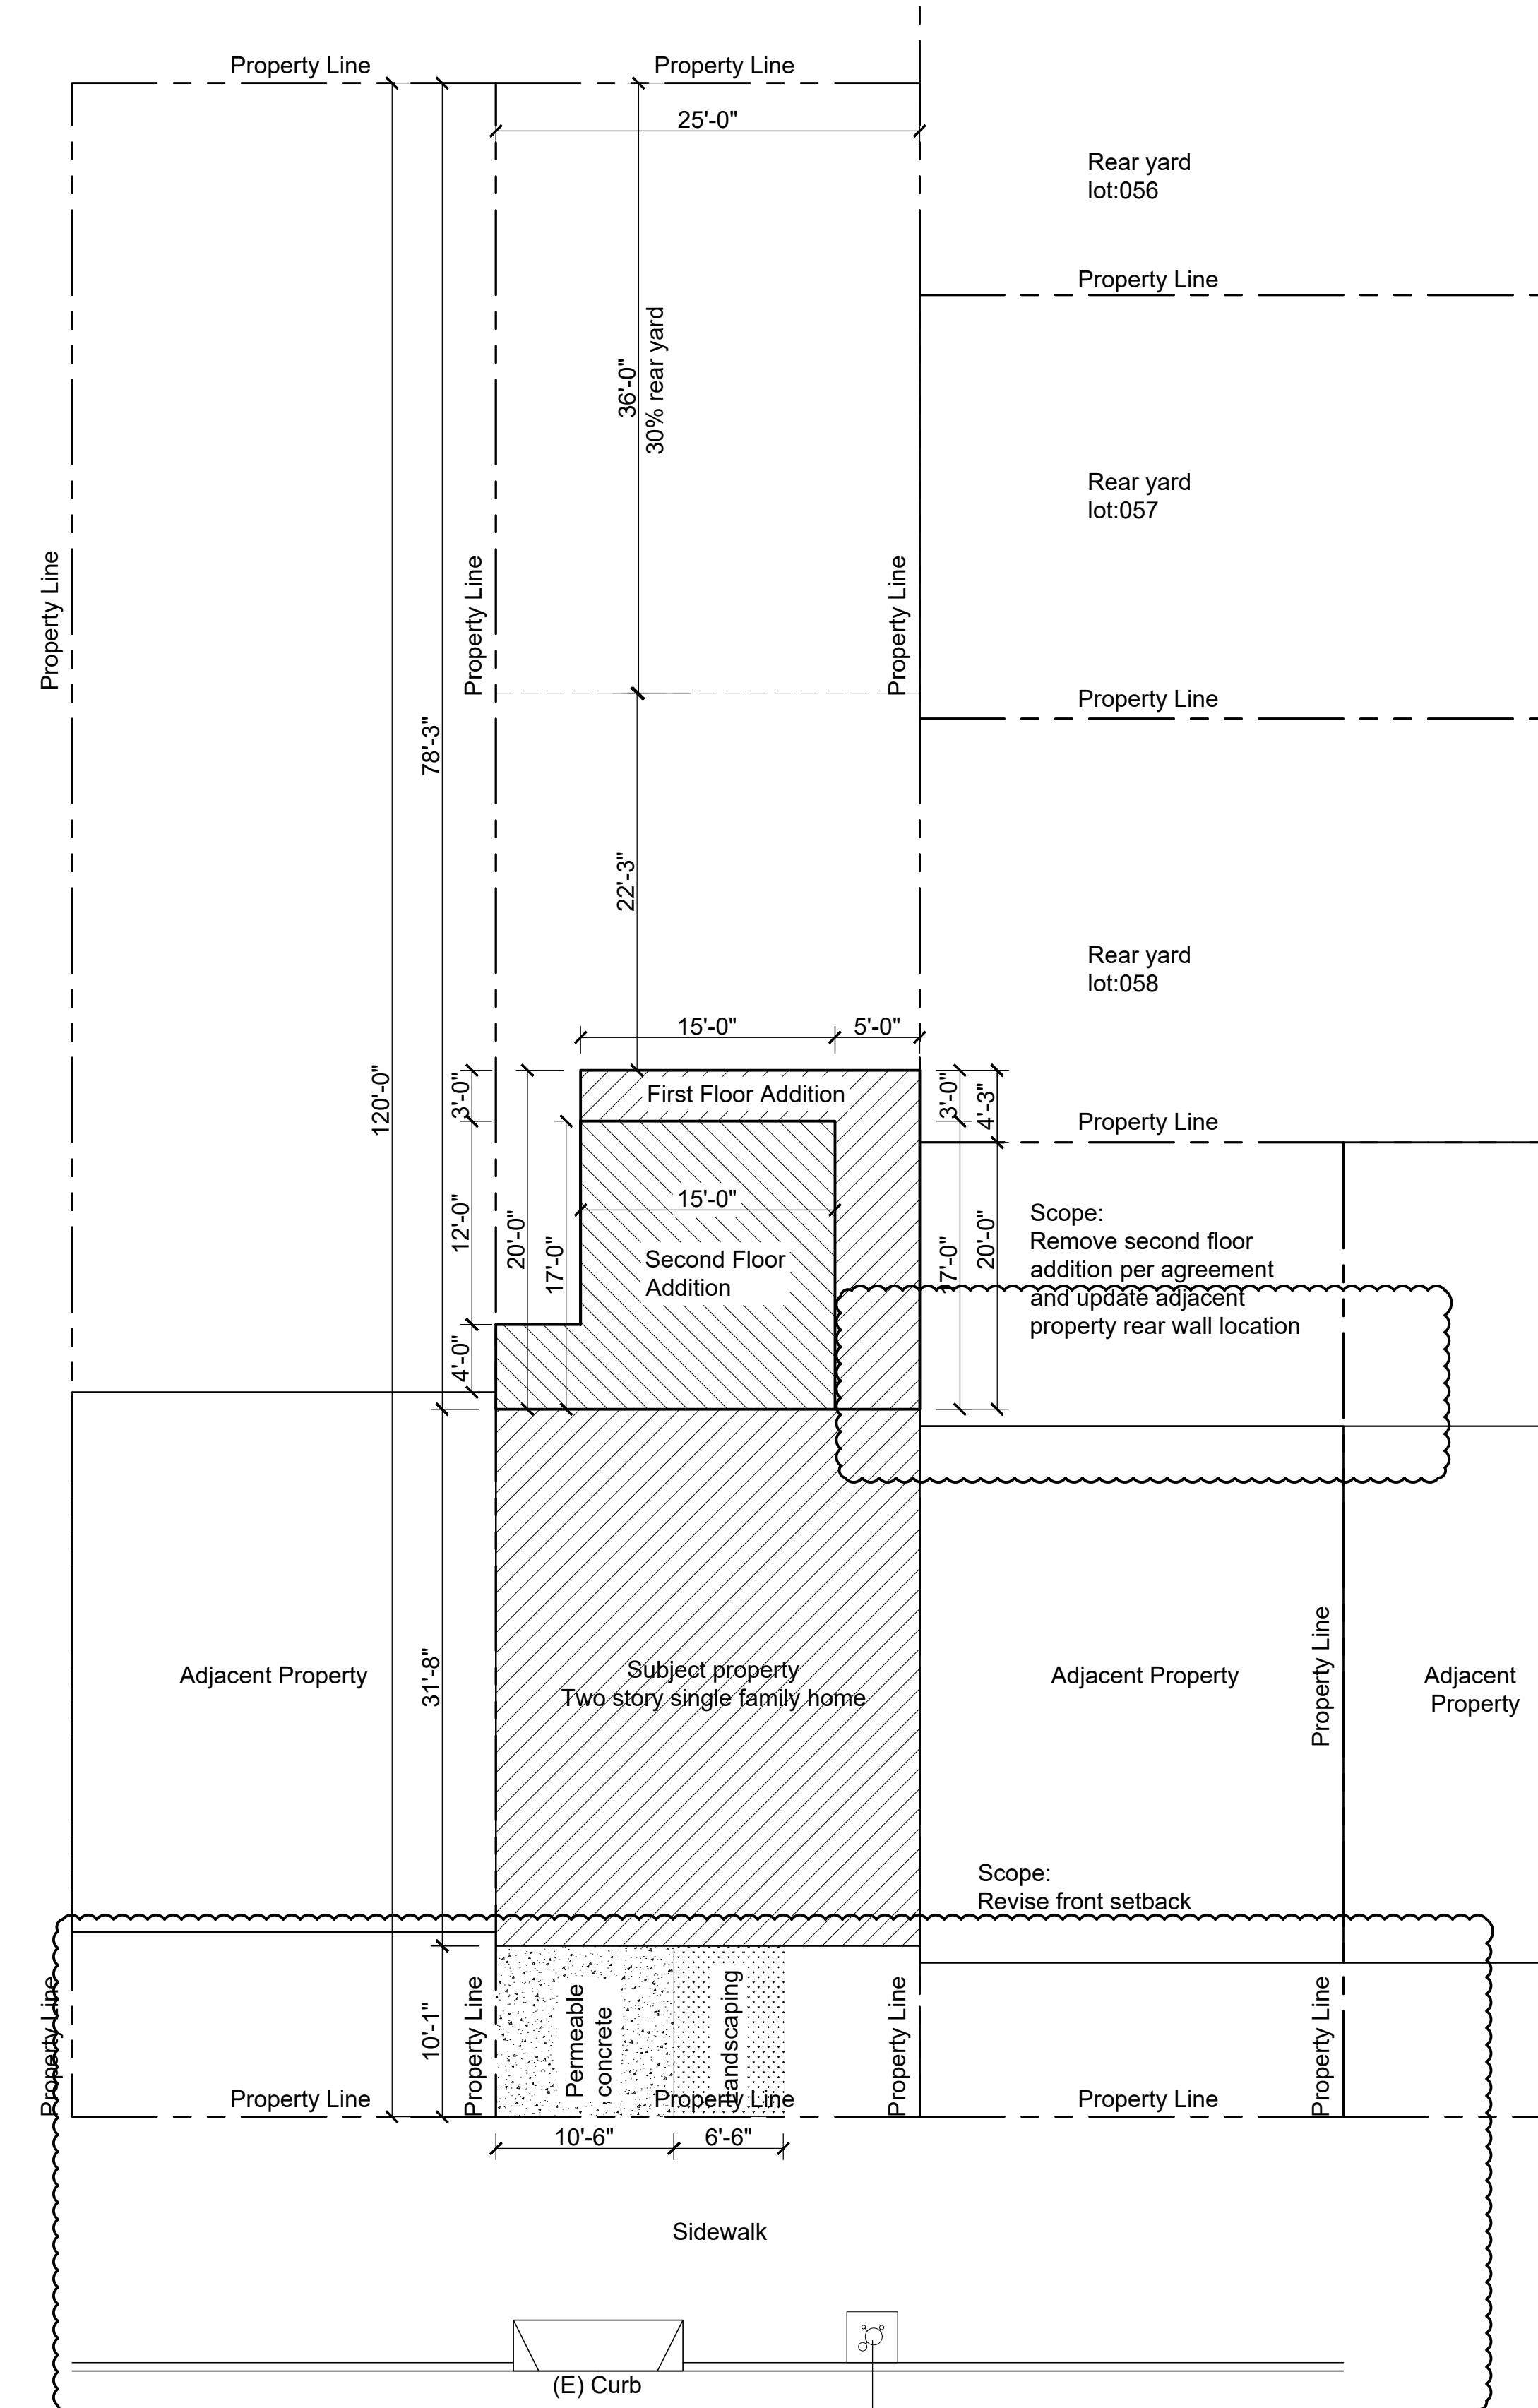 Property Line
Property Line
25'-0"
Rear yard
lot:056
Property Line
36'-0"
30% rear yard
Rear yard
lot:057
Property Line
Property Line
Property Line
Property Line
78'-3"
22'-3"
Rear yard
lot:058
15'-0"
5'-0"
120'-0"
3'-0"
First Floor Addition
3'-0"
4'-3"
Property Line
15'-0"
12'-0"
20'-0"
17'-0"
Second Floor
Addition
17'-0"
20'-0"
Scope:
Remove second floor
addition per agreement
and update adjacent
property rear wall location
4'-0"
Adjacent Property
31'-8"
Subject property
Two story single family home
Adjacent Property
Property Line
Adjacent
Property
Scope:
Revise front setback
Property Line
10'-1"
Property Line
Permeable
concrete
Landscaping
Property Line
Property Line
Property Line
Property Line
Property Line
10'-6"
6'-6"
Sidewalk
(E) Curb